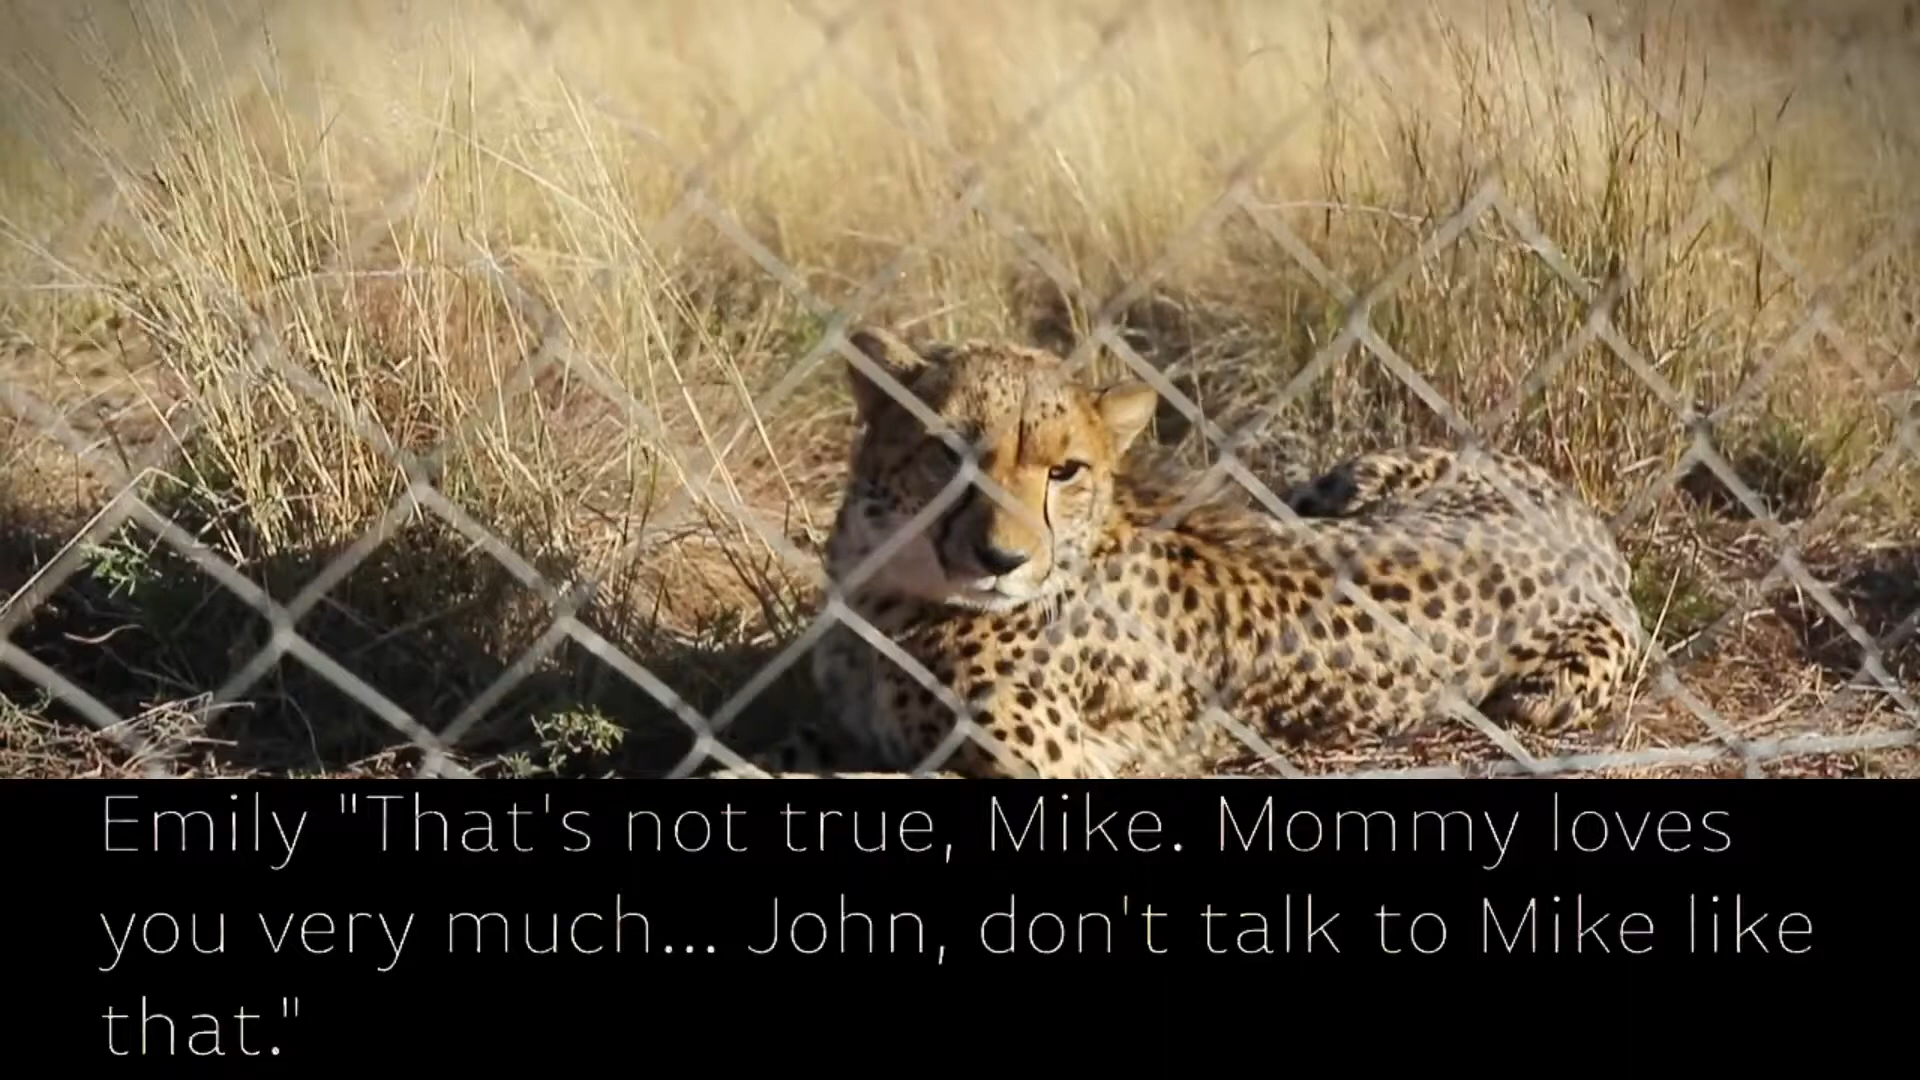 Emily "That's not true, Mike. Mommy loves
you very much... John, don't talk to Mike like
that."